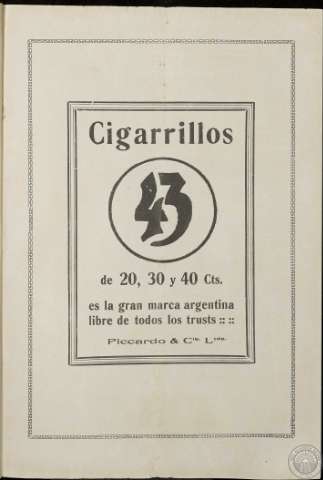 Cigarrillos
43
de 20, 30 y 40 Cts.
es la gran marca argentina
libre de todos los trusts :: ::
Piccardo & Cía. Ltda.